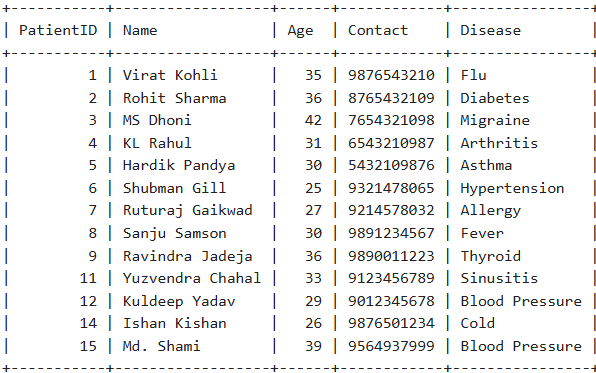 +-----------+-----------------+------+------------+----------------+
| PatientID | Name            | Age  | Contact    | Disease        |
+-----------+-----------------+------+------------+----------------+
|         1 | Virat Kohli     |   35 | 9876543210 | Flu            |
|         2 | Rohit Sharma    |   36 | 8765432109 | Diabetes       |
|         3 | MS Dhoni        |   42 | 7654321098 | Migraine       |
|         4 | KL Rahul        |   31 | 6543210987 | Arthritis      |
|         5 | Hardik Pandya   |   30 | 5432109876 | Asthma         |
|         6 | Shubman Gill    |   25 | 9321478065 | Hypertension   |
|         7 | Ruturaj Gaikwad |   27 | 9214578032 | Allergy        |
|         8 | Sanju Samson    |   30 | 9891234567 | Fever          |
|         9 | Ravindra Jadeja |   36 | 9890011223 | Thyroid        |
|        11 | Yuzvendra Chahal |   33 | 9123456789 | Sinusitis      |
|        12 | Kuldeep Yadav   |   29 | 9012345678 | Blood Pressure |
|        14 | Ishan Kishan    |   26 | 9876501234 | Cold           |
|        15 | Md. Shami       |   39 | 9564937999 | Blood Pressure |
+-----------+-----------------+------+------------+----------------+